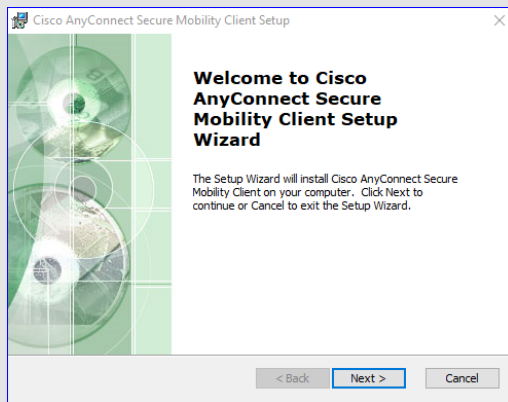 Cisco AnyConnect Secure Mobility Client Setup
Welcome to Cisco
AnyConnect Secure
Mobility Client Setup
Wizard
The Setup Wizard will install Cisco AnyConnect Secure
Mobility Client on your computer. Click Next to
continue or Cancel to exit the Setup Wizard.
< Back
Next >
Cancel